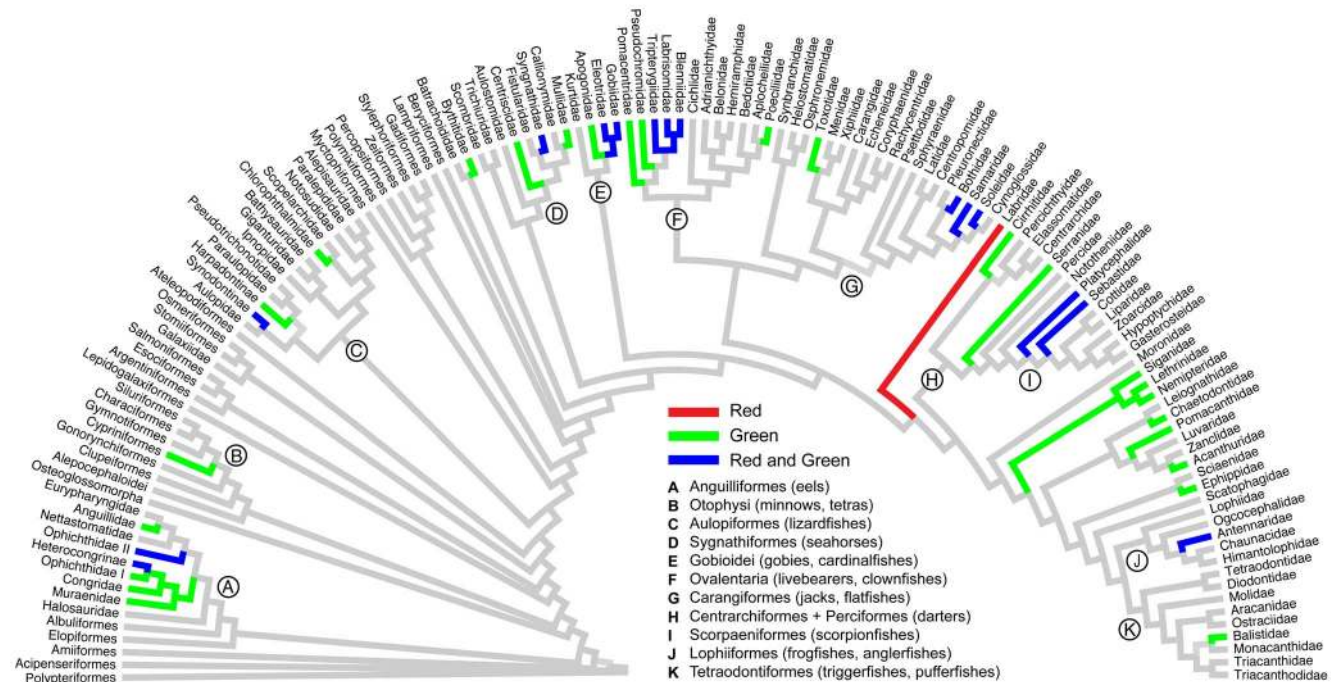 Polypteriformes
Acipenseriformes
Amiiformes
Elopiformes
Albuliformes
Halosauridae
Muraenidae
Congridae
Ophichthidae I
Heterocongrinae
Ophichthidae II
Nettastomatidae
Anguillidae
Eurypharyngidae
Osteoglossomorpha
Alepocephaloidei
Clupeiformes
Gonorynchiformes
Cypriniformes
Gymnotiformes
Characiformes
Siluriformes
Lepidogalaxiformes
Argentiniformes
Esociformes
Salmoniformes
Galaxiidae
Stomiiformes
Osmeriformes
Ateleopodiformes
Aulopidae
Synodontinae
Harpadontinae
Paraulopidae
Pseudotrichonotidae
Ipnopidae
Giganturidae
Bathysauridae
Chlorophthalmidae
Scopelarchidae
Notosudidae
Paralepididae
Alepisauridae
Myctophiformes
Polymixiiformes
Percopsiformes
Zeiformes
Stylephoriformes
Gadiformes
Lampriformes
Beryciformes
Batrachoididae
Bythitidae
Scombridae
Trichiuridae
Aulostomidae
Centriscidae
Fistularidae
Syngnathidae
Callionymidae
Mullidae
Kurtidae
Apogonidae
Eleotridae
Gobiidae
Pomacentridae
Pseudochromidae
Tripterygiidae
Labrisomidae
Blenniidae
Cichlidae
Adrianichthyidae
Belonidae
Hemiramphidae
Bedotiidae
Aplocheilidae
Poeciliidae
Synbranchidae
Helostomatidae
Osphronemidae
Toxotidae
Menidae
Xiphiidae
Carangidae
Echeneidae
Coryphaenidae
Rachycentridae
Psettodidae
Sphyraenidae
Latidae
Centropomidae
Pleuronectidae
Bothidae
Samaridae
Soleidae
Cynoglossidae
Labridae
Cirrhitidae
Percichthyidae
Elassomatidae
Centrarchidae
Serranidae
Percidae
Nototheniidae
Platycephalidae
Sebastidae
Cottidae
Liparidae
Zoarcidae
Hypoptychidae
Gasterosteidae
Moronidae
Siganidae
Lethrinidae
Nemipteridae
Leiognathidae
Chaetodontidae
Pomacanthidae
Luvaridae
Zanclidae
Acanthuridae
Sciaenidae
Ephippidae
Scatophagidae
Lophiidae
Ogcocephalidae
Antennaridae
Chaunacidae
Himantolophidae
Tetraodontidae
Diodontidae
Molidae
Aracanidae
Ostraciidae
Balistidae
Monacanthidae
Triacanthidae
Triacanthodidae
A
B
C
D
E
F
G
H
I
J
K
Red
Green
Red and Green
A Anguilliformes (eels)
B Otophysi (minnows, tetras)
C Aulopiformes (lizardfishes)
D Sygnathiformes (seahorses)
E Gobioidei (gobies, cardinalfishes)
F Ovalentaria (livebearers, clownfishes)
G Carangiformes (jacks, flatfishes)
H Centrarchiformes + Perciformes (darters)
I Scorpaeniformes (scorpionfishes)
J Lophiiformes (frogfishes, anglerfishes)
K Tetraodontiformes (triggerfishes, pufferfishes)